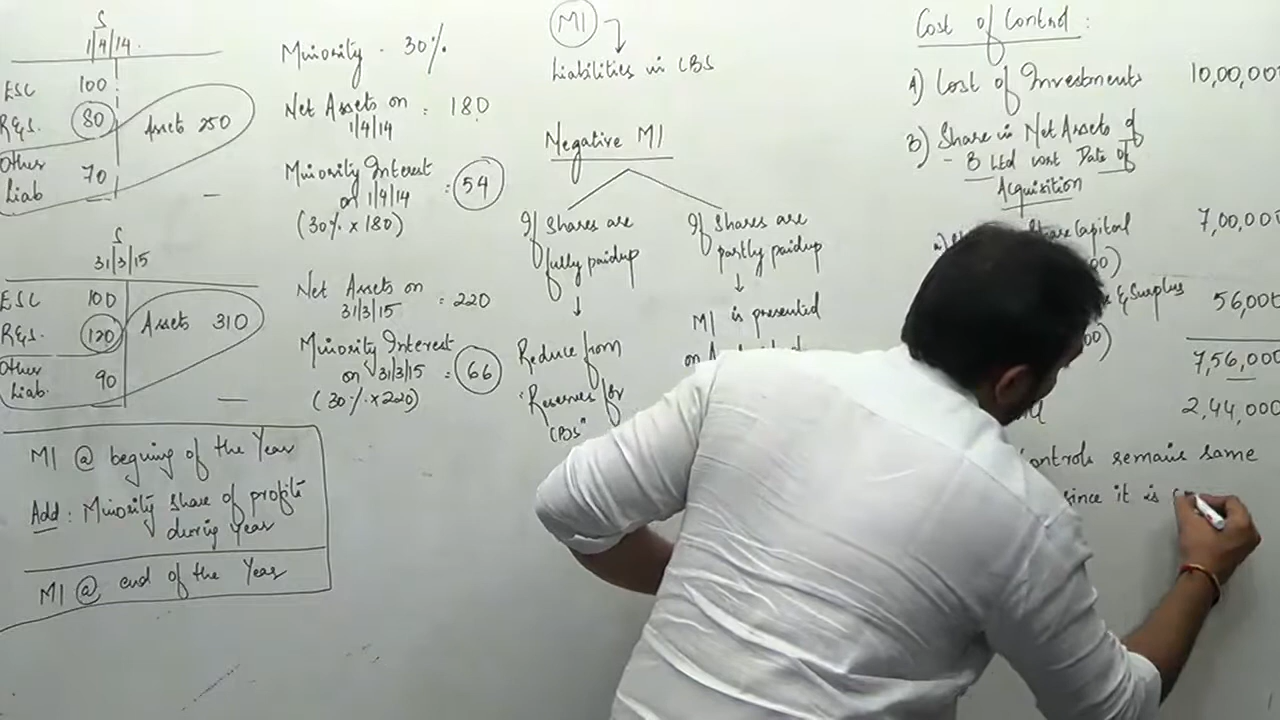 S
1/4/14.
ESC 100
R&S. 80
Assets 250
Other
Liab 70
S
31/3/15
ESC 100
R&S. 120
Assets 310
Other
Liab. 90
MI @ begining of the Year
Add : Minority share of profits
during year
MI @ end of the Year
Minority - 30%
Net Assets on = 180
1/4/14
Minority Interest
on 1/4/14 = 54
(30% x 180)
Net Assets on
31/3/15 = 220
Minority Interest
on 31/3/15 = 66
(30% x 220)
MI
Liabilities in CBS
Negative MI
If Shares are
fully paidup
Reduce from
"Reserves for
CBS"
If Shares are
partly paidup
MI is presented
on
Cost of Control :
A) Cost of Investments 10,00,000
B) Share in Net Assets of
- B Ltd wrt Date of
Acquisition
a) Share Capital 7,00,000
& Surplus 56,000
7,56,000
2,44,000
Controls remains same
since it is